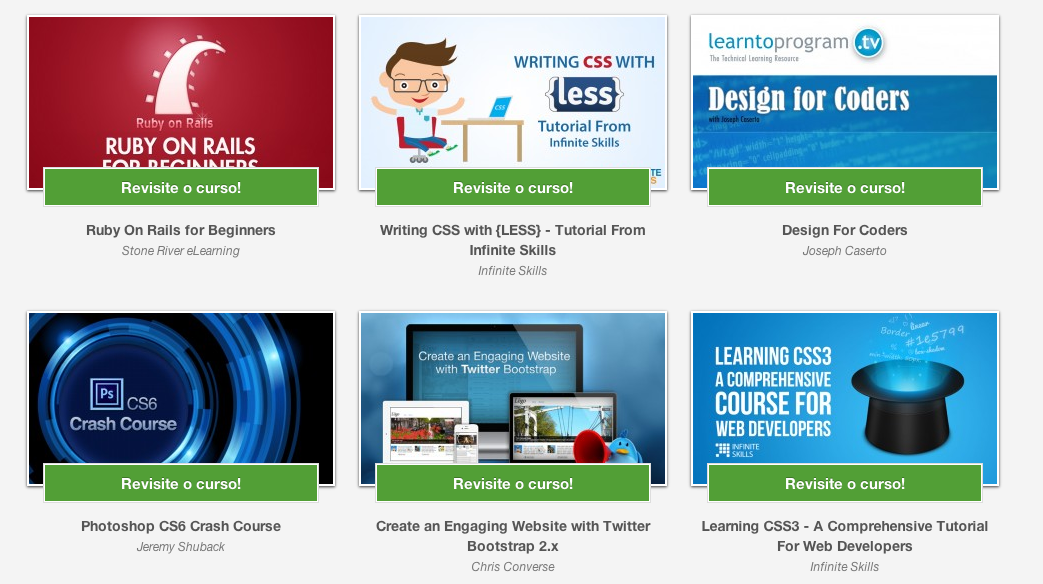 Ruby on Rails
RUBY ON RAILS
FOR BEGINNERS
Revisite o curso!
Ruby On Rails for Beginners
Stone River eLearning
WRITING CSS WITH
{less}
CSS
Tutorial From
Infinite Skills
Revisite o curso!
Writing CSS with {LESS} - Tutorial From
Infinite Skills
Infinite Skills
learntoprogram.tv
The Technical Learning Resource
Design for Coders
with Joseph Caserto
Revisite o curso!
Design For Coders
Joseph Caserto
Ps CS6
Crash Course
Revisite o curso!
Photoshop CS6 Crash Course
Jeremy Shuback
Create an Engaging Website
with Twitter Bootstrap
Revisite o curso!
Create an Engaging Website with Twitter
Bootstrap 2.x
Chris Converse
linear
Border
#1e5799
box-shadow
LEARNING CSS3
A COMPREHENSIVE
COURSE FOR
WEB DEVELOPERS
INFINITE
SKILLS
Revisite o curso!
Learning CSS3 - A Comprehensive Tutorial
For Web Developers
Infinite Skills